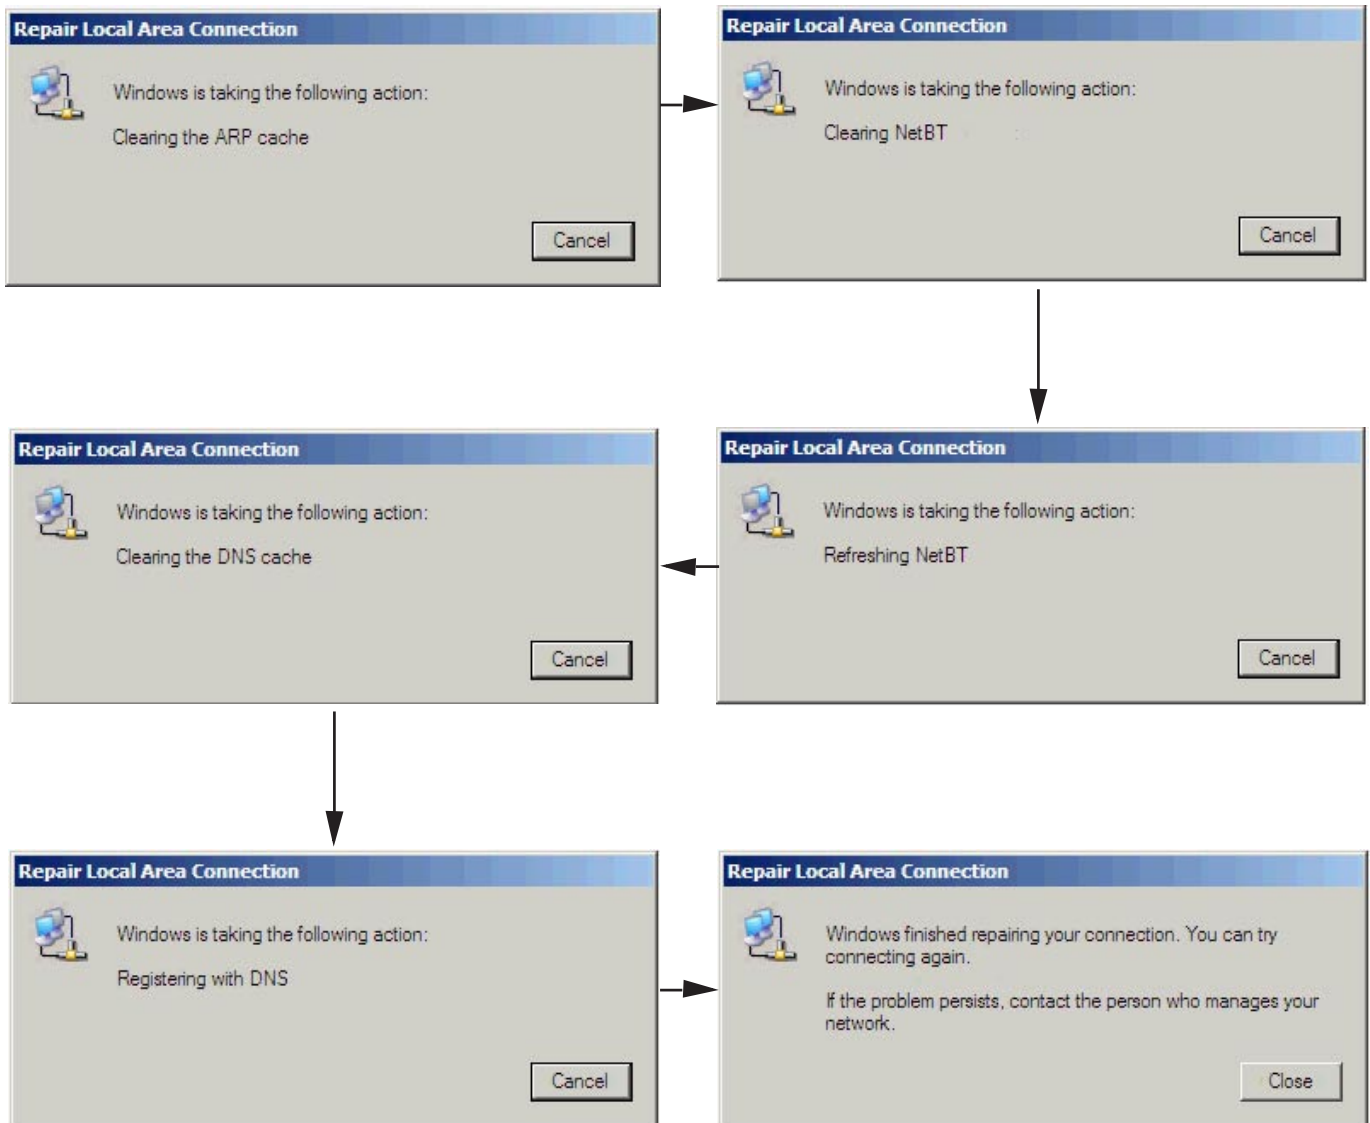 Repair Local Area Connection
Windows is taking the following action:
Clearing the ARP cache
Cancel
Repair Local Area Connection
Windows is taking the following action:
Clearing NetBT
Cancel
Repair Local Area Connection
Windows is taking the following action:
Refreshing NetBT
Cancel
Repair Local Area Connection
Windows is taking the following action:
Clearing the DNS cache
Cancel
Repair Local Area Connection
Windows is taking the following action:
Registering with DNS
Cancel
Repair Local Area Connection
Windows finished repairing your connection. You can try
connecting again.
If the problem persists, contact the person who manages your
network.
Close